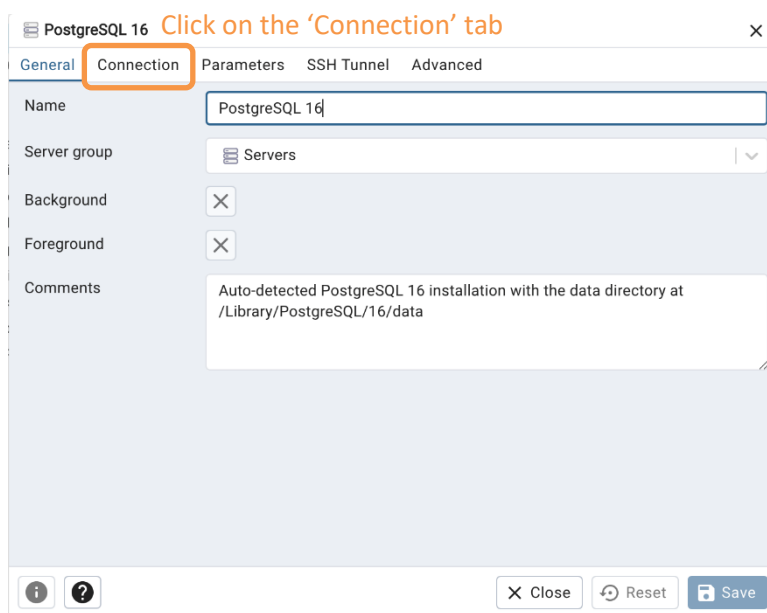 PostgreSQL 16 Click on the ‘Connection’ tab
General Connection Parameters SSH Tunnel Advanced
Name PostgreSQL 16
Server group Servers
Background
Foreground
Comments Auto-detected PostgreSQL 16 installation with the data directory at
/Library/PostgreSQL/16/data
Close Reset Save